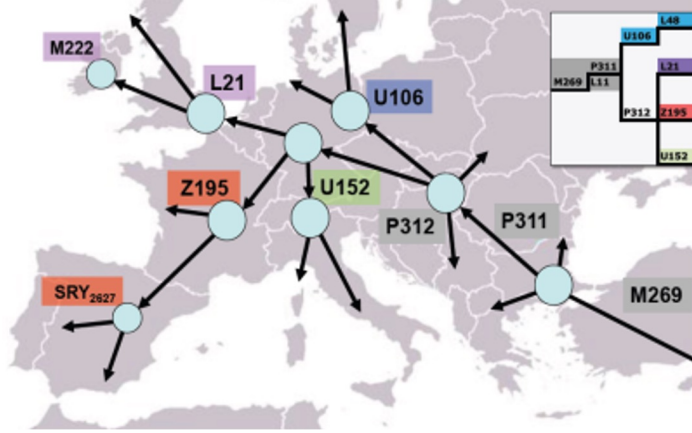 M222
L21
U106
Z195
U152
P312
P311
M269
SRY2627
L48
U106
P311
M269 L11
L21
P312
Z195
U152